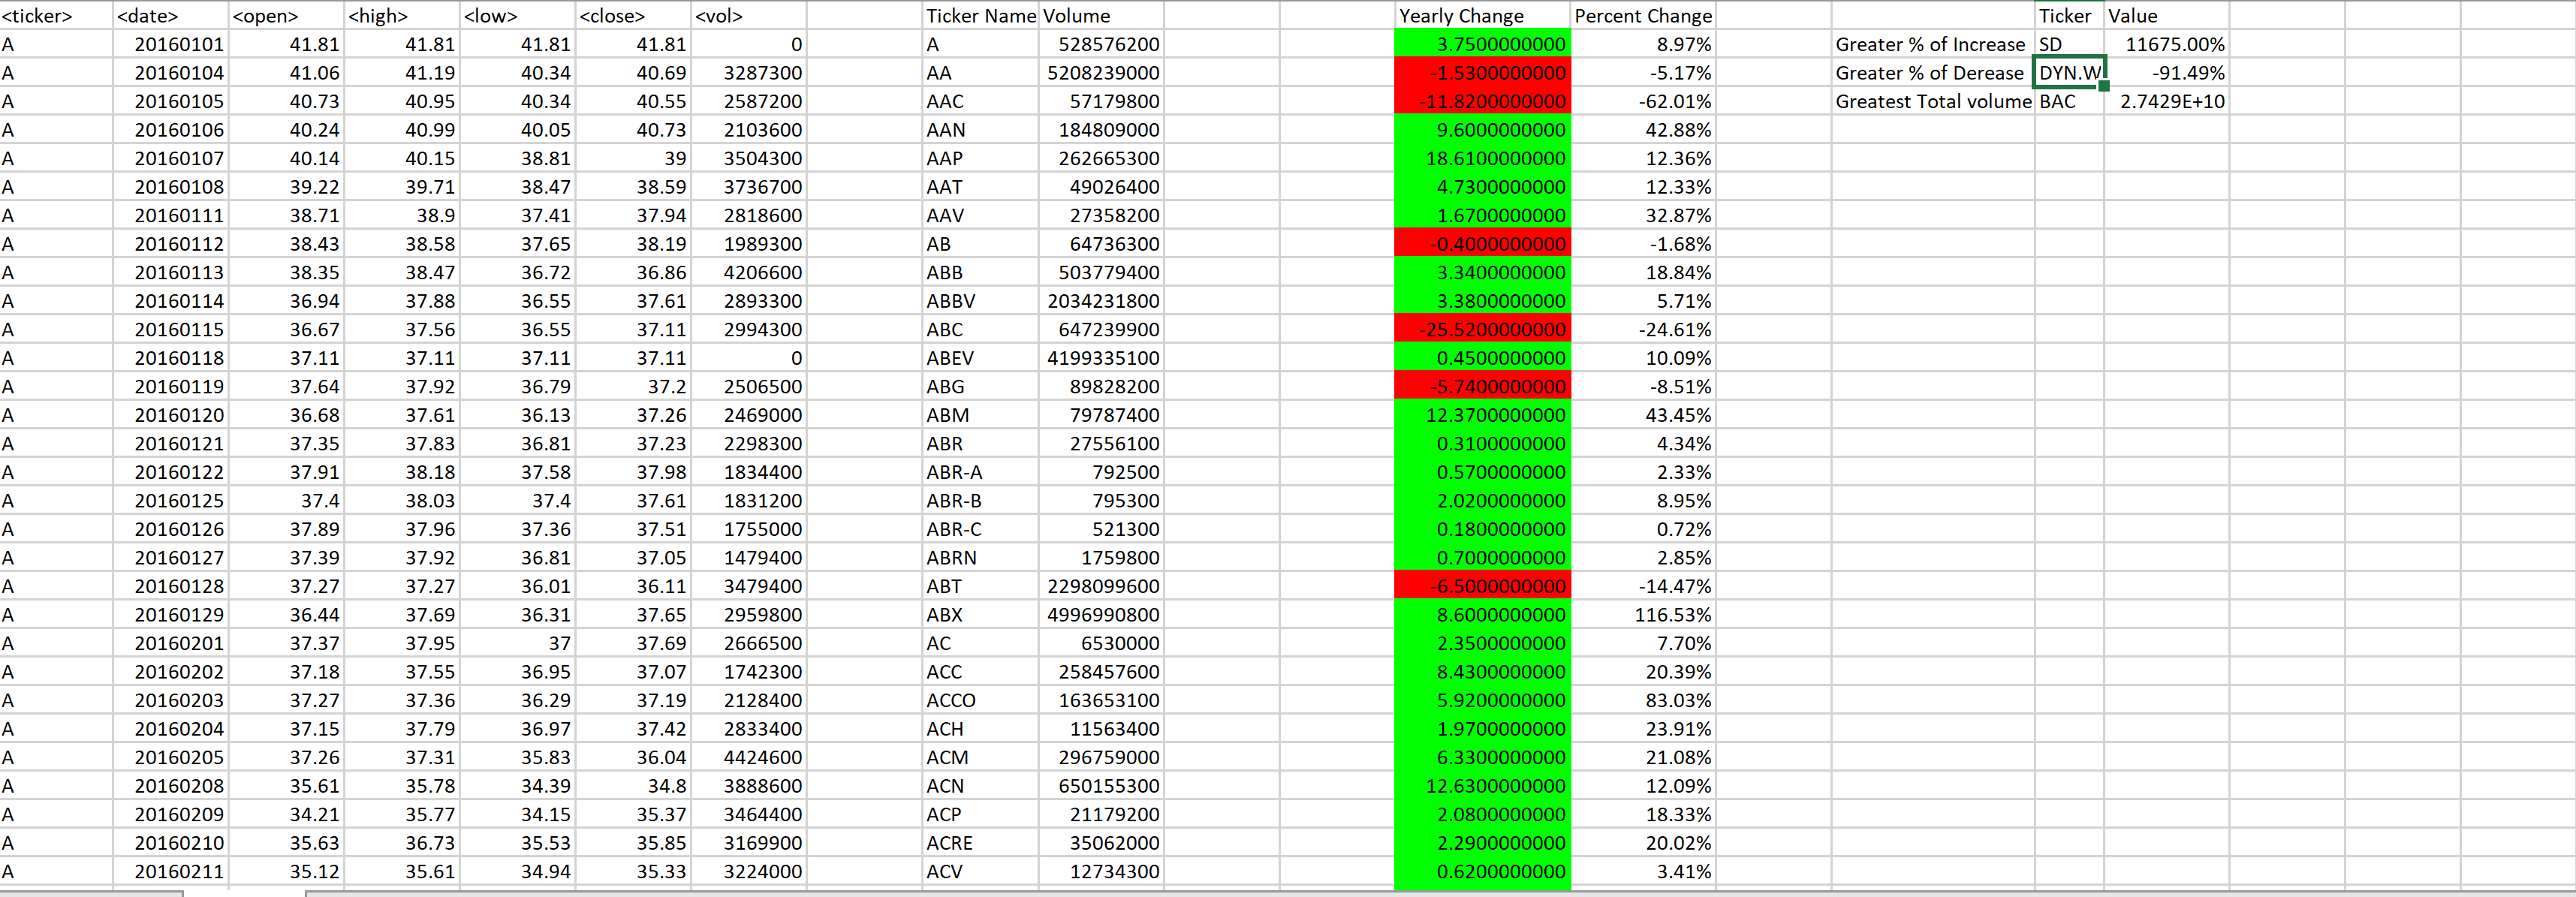 <ticker> <date> <open> <high> <low> <close> <vol> Ticker Name Volume Yearly Change Percent Change Ticker Value
A 20160101 41.81 41.81 41.81 41.81 0 A 528576200 3.7500000000 8.97% Greater % of Increase SD 11675.00%
A 20160104 41.06 41.19 40.34 40.69 3287300 AA 5208239000 -1.5300000000 -5.17% Greater % of Derease DYN.W -91.49%
A 20160105 40.73 40.95 40.34 40.55 2587200 AAC 57179800 -11.8200000000 -62.01% Greatest Total volume BAC 2.7429E+10
A 20160106 40.24 40.99 40.05 40.73 2103600 AAN 184809000 9.6000000000 42.88%
A 20160107 40.14 40.15 38.81 39 3504300 AAP 262665300 18.6100000000 12.36%
A 20160108 39.22 39.71 38.47 38.59 3736700 AAT 49026400 4.7300000000 12.33%
A 20160111 38.71 38.9 37.41 37.94 2818600 AAV 27358200 1.6700000000 32.87%
A 20160112 38.43 38.58 37.65 38.19 1989300 AB 64736300 -0.4000000000 -1.68%
A 20160113 38.35 38.47 36.72 36.86 4206600 ABB 503779400 3.3400000000 18.84%
A 20160114 36.94 37.88 36.55 37.61 2893300 ABBV 2034231800 3.3800000000 5.71%
A 20160115 36.67 37.56 36.55 37.11 2994300 ABC 647239900 -25.5200000000 -24.61%
A 20160118 37.11 37.11 37.11 37.11 0 ABEV 4199335100 0.4500000000 10.09%
A 20160119 37.64 37.92 36.79 37.2 2506500 ABG 89828200 -5.7400000000 -8.51%
A 20160120 36.68 37.61 36.13 37.26 2469000 ABM 79787400 12.3700000000 43.45%
A 20160121 37.35 37.83 36.81 37.23 2298300 ABR 27556100 0.3100000000 4.34%
A 20160122 37.91 38.18 37.58 37.98 1834400 ABR-A 792500 0.5700000000 2.33%
A 20160125 37.4 38.03 37.4 37.61 1831200 ABR-B 795300 2.0200000000 8.95%
A 20160126 37.89 37.96 37.36 37.51 1755000 ABR-C 521300 0.1800000000 0.72%
A 20160127 37.39 37.92 36.81 37.05 1479400 ABRN 1759800 0.7000000000 2.85%
A 20160128 37.27 37.27 36.01 36.11 3479400 ABT 2298099600 -6.5000000000 -14.47%
A 20160129 36.44 37.69 36.31 37.65 2959800 ABX 4996990800 8.6000000000 116.53%
A 20160201 37.37 37.95 37 37.69 2666500 AC 6530000 2.3500000000 7.70%
A 20160202 37.18 37.55 36.95 37.07 1742300 ACC 258457600 8.4300000000 20.39%
A 20160203 37.27 37.36 36.29 37.19 2128400 ACCO 163653100 5.9200000000 83.03%
A 20160204 37.15 37.79 36.97 37.42 2833400 ACH 11563400 1.9700000000 23.91%
A 20160205 37.26 37.31 35.83 36.04 4424600 ACM 296759000 6.3300000000 21.08%
A 20160208 35.61 35.78 34.39 34.8 3888600 ACN 650155300 12.6300000000 12.09%
A 20160209 34.21 35.77 34.15 35.37 3464400 ACP 21179200 2.0800000000 18.33%
A 20160210 35.63 36.73 35.53 35.85 3169900 ACRE 35062000 2.2900000000 20.02%
A 20160211 35.12 35.61 34.94 35.33 3224000 ACV 12734300 0.6200000000 3.41%